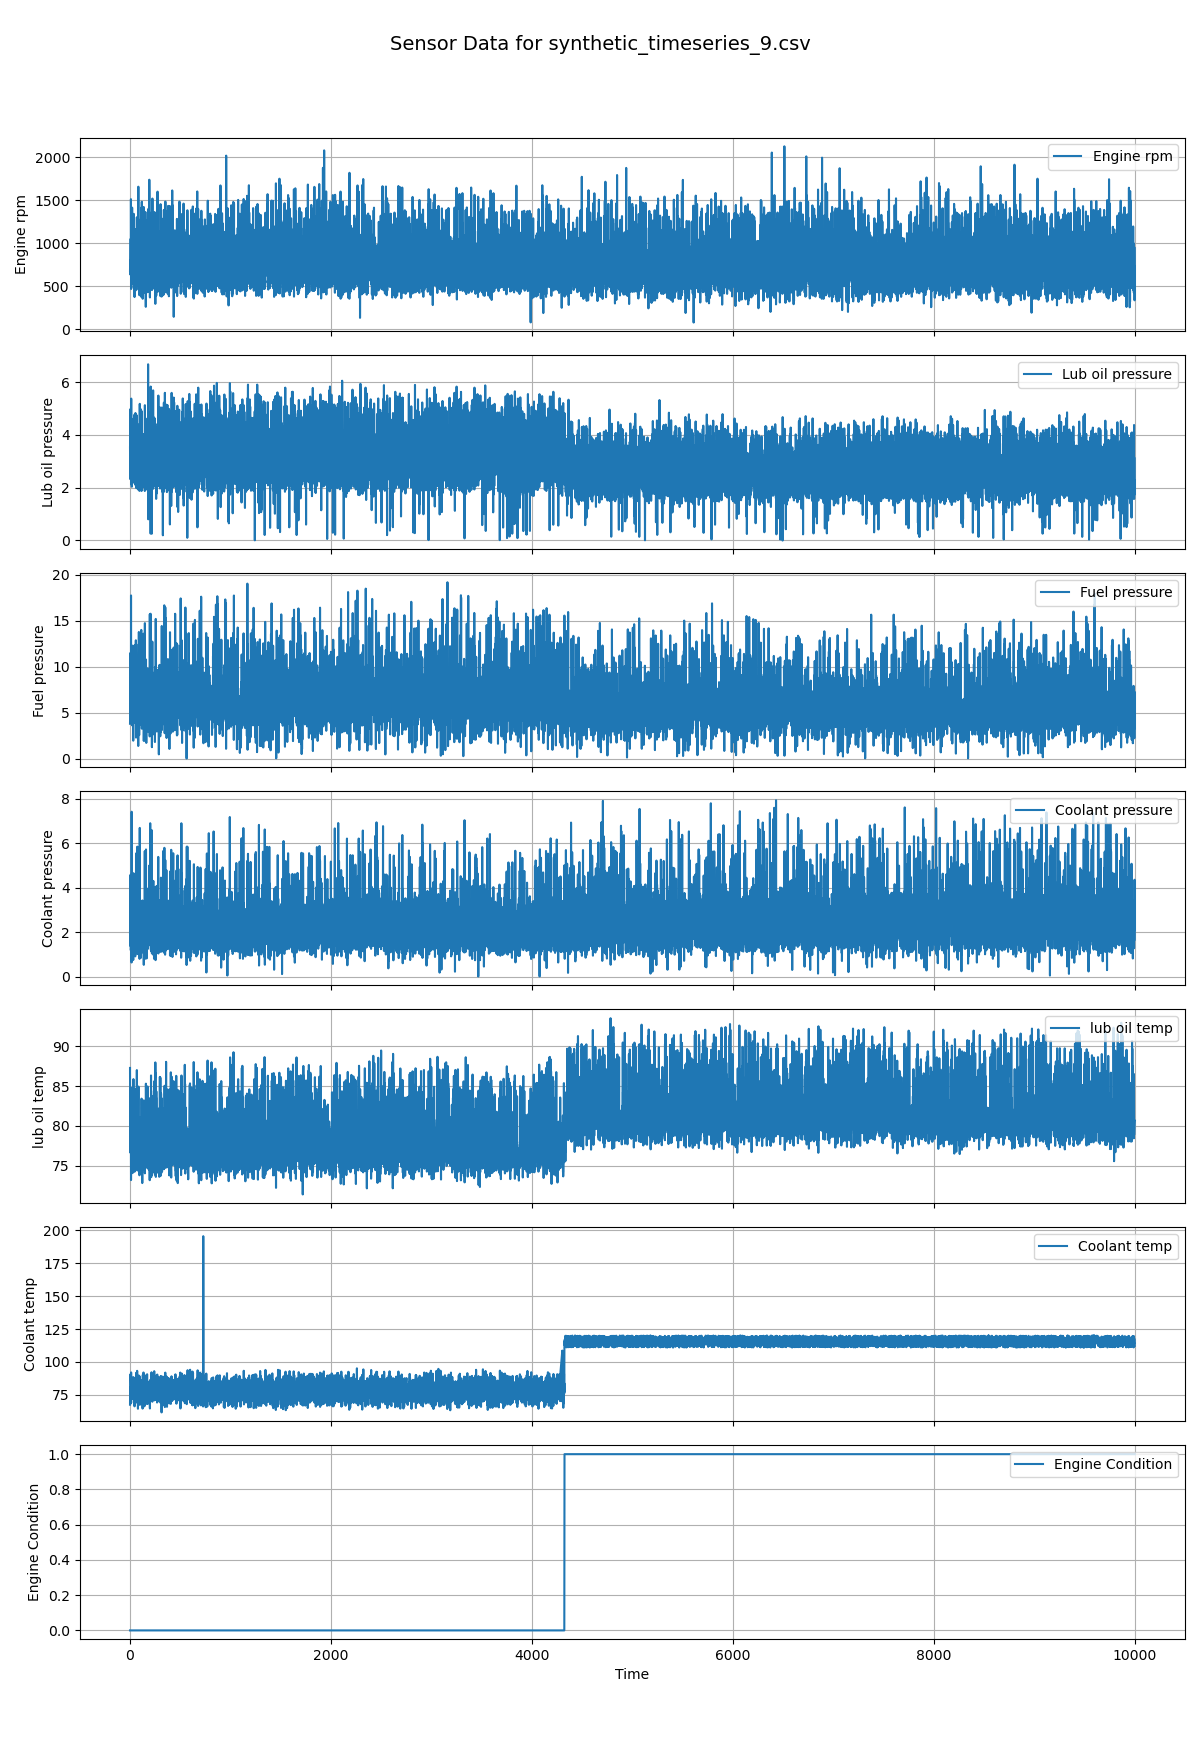 Sensor Data for synthetic_timeseries_9.csv
Engine rpm
2000
1500
1000
500
0
Engine rpm
Lub oil pressure
6
4
2
0
Lub oil pressure
Fuel pressure
20
15
10
5
0
Fuel pressure
Coolant pressure
8
6
4
2
0
Coolant pressure
lub oil temp
90
85
80
75
lub oil temp
Coolant temp
200
175
150
125
100
75
Coolant temp
Engine Condition
1.0
0.8
0.6
0.4
0.2
0.0
Engine Condition
0 2000 4000 6000 8000 10000
Time